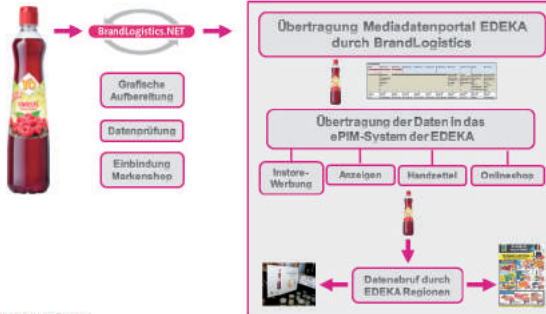 BrandLogistics.NET
Grafische
Aufbereitung
Datenprüfung
Einbindung
Markenshop
Übertragung Mediadatenportal EDEKA
durch BrandLogistics
Übertragung der Daten in das
ePIM-System der EDEKA
Instore-
Werbung
Anzeigen
Handzettel
Onlineshop
Datenabruf durch
EDEKA Regionen